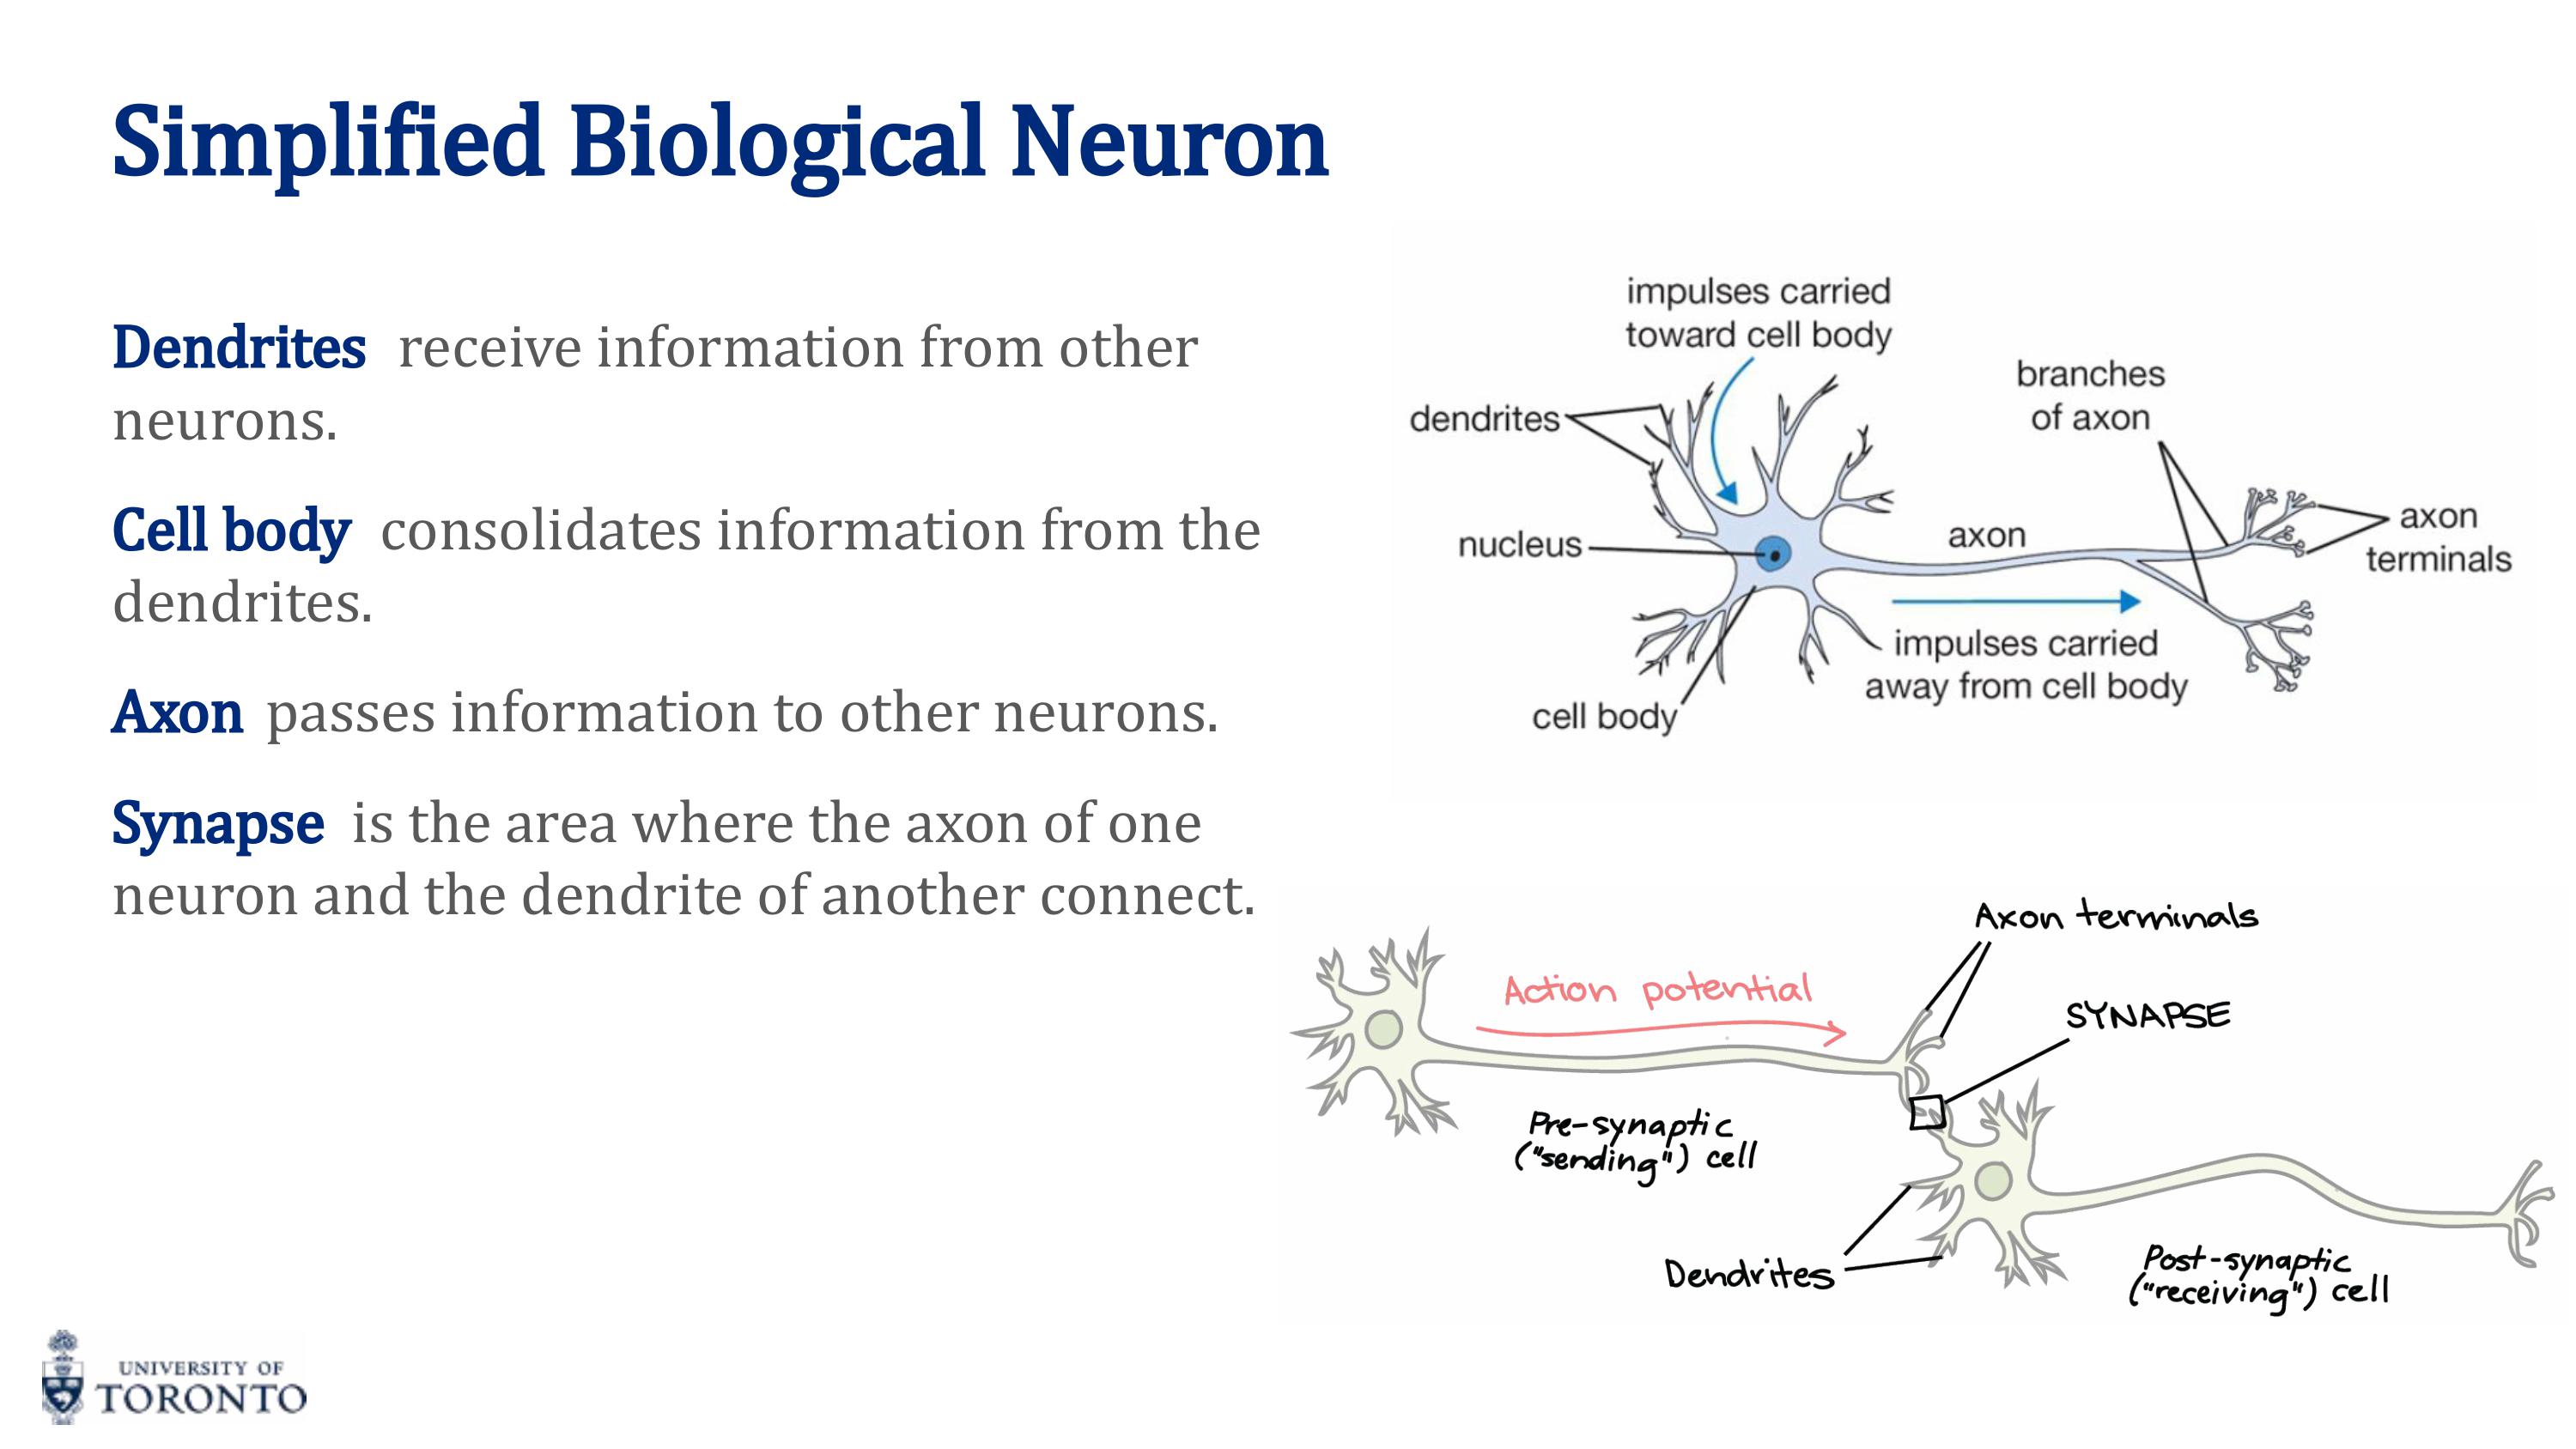 Simplified Biological Neuron
Dendrites receive information from other
neurons.
Cell body consolidates information from the
dendrites.
Axon passes information to other neurons.
Synapse is the area where the axon of one
neuron and the dendrite of another connect.
impulses carried
toward cell body
branches
of axon
dendrites
axon
terminals
nucleus
axon
impulses carried
away from cell body
cell body
Axon terminals
Action potential
SYNAPSE
Pre-synaptic
("sending") cell
Dendrites
Post-synaptic
("receiving") cell
UNIVERSITY OF
TORONTO